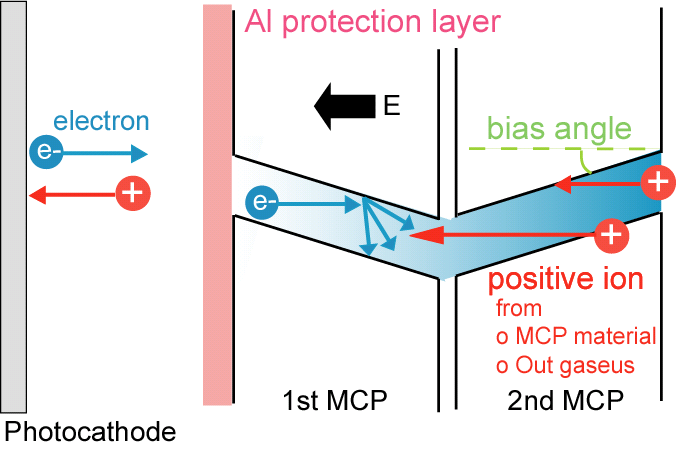 Al protection layer
E
electron
e-
+
bias angle
e-
+
+
positive ion
from
o MCP material
o Out gaseus
1st MCP
2nd MCP
Photocathode